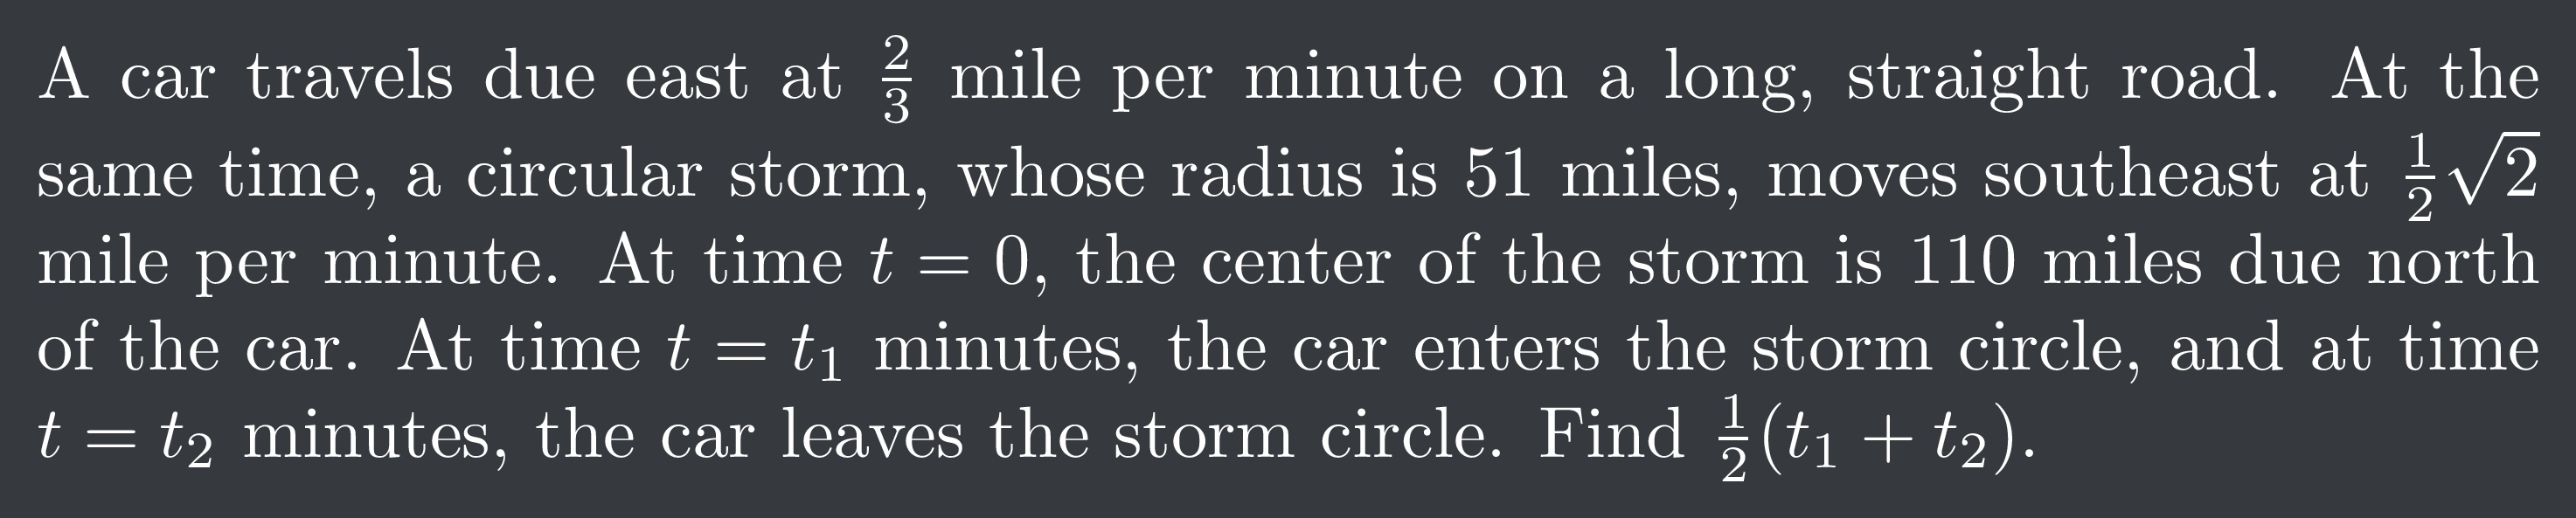 A car travels due east at $\frac{2}{3}$ mile per minute on a long, straight road. At the
same time, a circular storm, whose radius is 51 miles, moves southeast at $\frac{1}{2}\sqrt{2}$
mile per minute. At time $t = 0$, the center of the storm is 110 miles due north
of the car. At time $t = t_1$ minutes, the car enters the storm circle, and at time
$t = t_2$ minutes, the car leaves the storm circle. Find $\frac{1}{2}(t_1 + t_2)$.